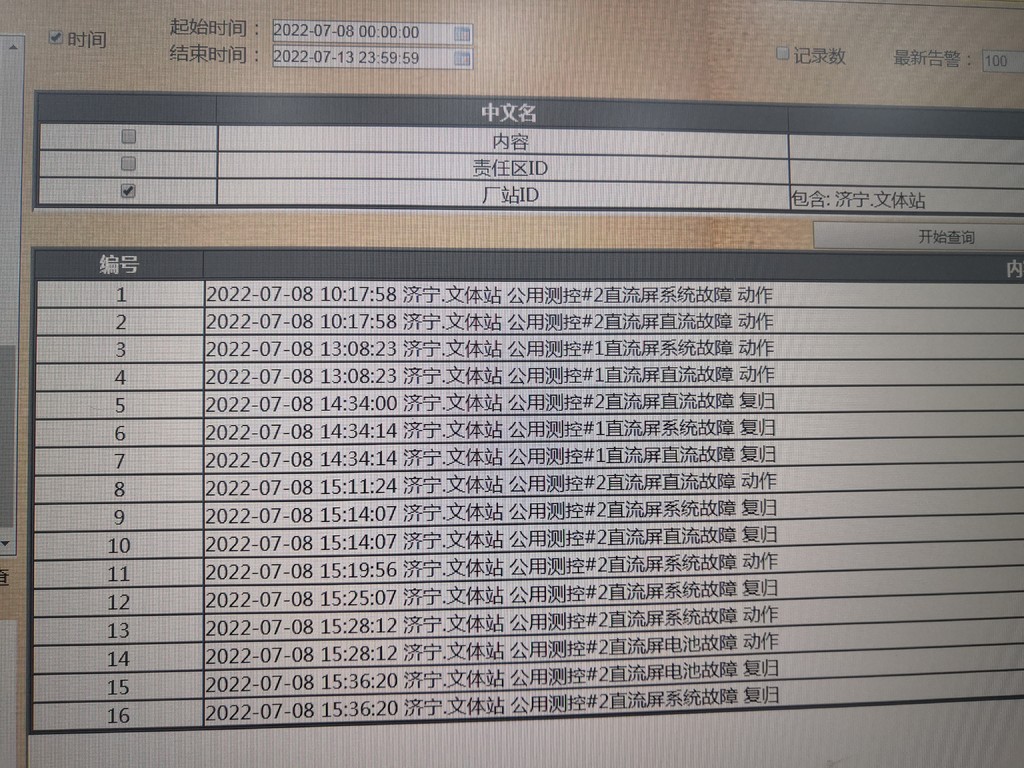 时间
起始时间： 2022-07-08 00:00:00
结束时间： 2022-07-13 23:59:59
记录数
最新告警： 100
中文名
内容
责任区ID
厂站ID 包含: 济宁.文体站
开始查询
编号 内
1 2022-07-08 10:17:58 济宁.文体站 公用测控#2直流屏系统故障 动作
2 2022-07-08 10:17:58 济宁.文体站 公用测控#2直流屏直流故障 动作
3 2022-07-08 13:08:23 济宁.文体站 公用测控#1直流屏系统故障 动作
4 2022-07-08 13:08:23 济宁.文体站 公用测控#1直流屏直流故障 动作
5 2022-07-08 14:34:00 济宁.文体站 公用测控#2直流屏直流故障 复归
6 2022-07-08 14:34:14 济宁.文体站 公用测控#1直流屏系统故障 复归
7 2022-07-08 14:34:14 济宁.文体站 公用测控#1直流屏直流故障 复归
8 2022-07-08 15:11:24 济宁.文体站 公用测控#2直流屏直流故障 动作
9 2022-07-08 15:14:07 济宁.文体站 公用测控#2直流屏系统故障 复归
10 2022-07-08 15:14:07 济宁.文体站 公用测控#2直流屏直流故障 复归
11 2022-07-08 15:19:56 济宁.文体站 公用测控#2直流屏系统故障 动作
12 2022-07-08 15:25:07 济宁.文体站 公用测控#2直流屏系统故障 复归
13 2022-07-08 15:28:12 济宁.文体站 公用测控#2直流屏系统故障 动作
14 2022-07-08 15:28:12 济宁.文体站 公用测控#2直流屏电池故障 动作
15 2022-07-08 15:36:20 济宁.文体站 公用测控#2直流屏电池故障 复归
16 2022-07-08 15:36:20 济宁.文体站 公用测控#2直流屏系统故障 复归